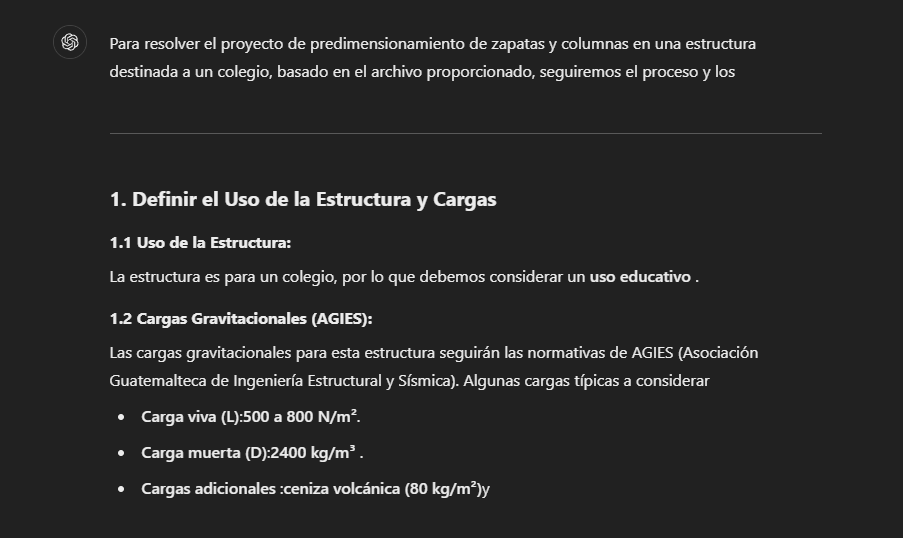 Para resolver el proyecto de predimensionamiento de zapatas y columnas en una estructura
destinada a un colegio, basado en el archivo proporcionado, seguiremos el proceso y los
1. Definir el Uso de la Estructura y Cargas
1.1 Uso de la Estructura:
La estructura es para un colegio, por lo que debemos considerar un uso educativo .
1.2 Cargas Gravitacionales (AGIES):
Las cargas gravitacionales para esta estructura seguirán las normativas de AGIES (Asociación
Guatemalteca de Ingeniería Estructural y Sísmica). Algunas cargas típicas a considerar
• Carga viva (L):500 a 800 N/m².
• Carga muerta (D):2400 kg/m³ .
• Cargas adicionales :ceniza volcánica (80 kg/m²)y